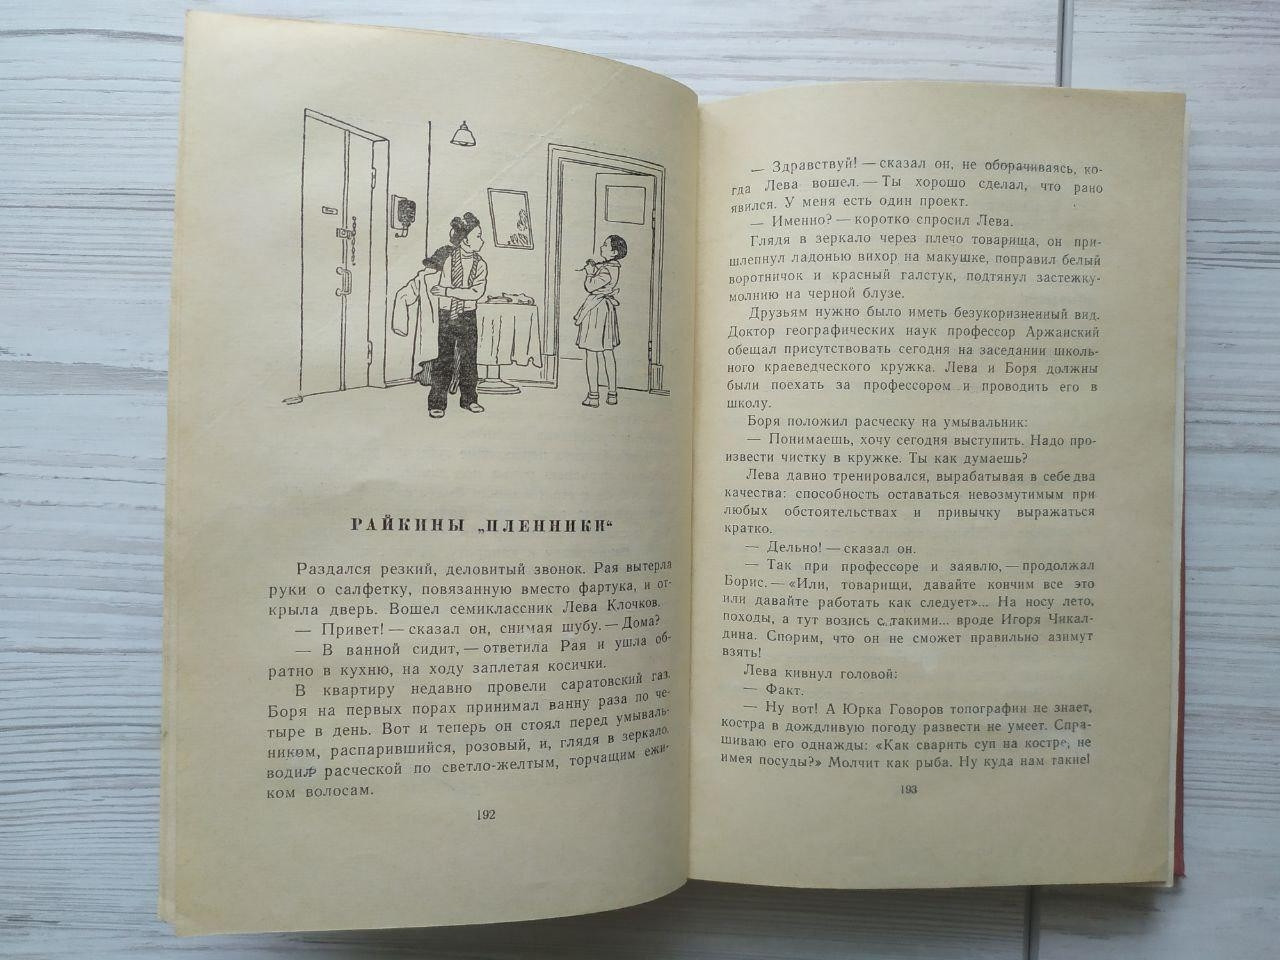 РАЙКИНЫ „ПЛЕННИКИ“
Раздался резкий, деловитый звонок. Рая вытерла
руки о салфетку, повязанную вместо фартука, и от-
крыла дверь. Вошел семиклассник Лева Клочков.
— Привет! — сказал он, снимая шубу. — Дома?
— В ванной сидит, — ответила Рая и ушла об-
ратно в кухню, на ходу заплетая косички.
В квартиру недавно провели саратовский газ.
Боря на первых порах принимал ванну раза по че-
тыре в день. Вот и теперь он стоял перед умываль-
ником, распарившийся, розовый, и, глядя в зеркало,
водил расческой по светло-желтым, торчащим ежи-
ком волосам.
192
— Здравствуй! — сказал он, не оборачиваясь, ко-
гда Лева вошел. — Ты хорошо сделал, что рано
явился. У меня есть один проект.
— Именно? — коротко спросил Лева.
Глядя в зеркало через плечо товарища, он при-
шлепнул ладонью вихор на макушке, поправил белый
воротничок и красный галстук, подтянул застежку-
молнию на черной блузе.
Друзьям нужно было иметь безукоризненный вид.
Доктор географических наук профессор Аржанский
обещал присутствовать сегодня на заседании школь-
ного краеведческого кружка. Лева и Боря должны
были поехать за профессором и проводить его в
школу.
Боря положил расческу на умывальник:
— Понимаешь, хочу сегодня выступить. Надо про-
извести чистку в кружке. Ты как думаешь?
Лева давно тренировался, вырабатывая в себе два
качества: способность оставаться невозмутимым при
любых обстоятельствах и привычку выражаться
кратко.
— Дельно! — сказал он.
— Так при профессоре и заявлю, — продолжал
Борис. — «Или, товарищи, давайте кончим все это
или давайте работать как следует»... На носу лето,
походы, а тут возись с такими... вроде Игоря Чикал-
дина. Спорим, что он не сможет правильно азимут
взять!
Лева кивнул головой:
— Факт.
— Ну вот! А Юрка Говоров топографии не знает,
костра в дождливую погоду развести не умеет. Спра-
шиваю его однажды: «Как сварить суп на костре, не
имея посуды?» Молчит как рыба. Ну куда нам такие!
193